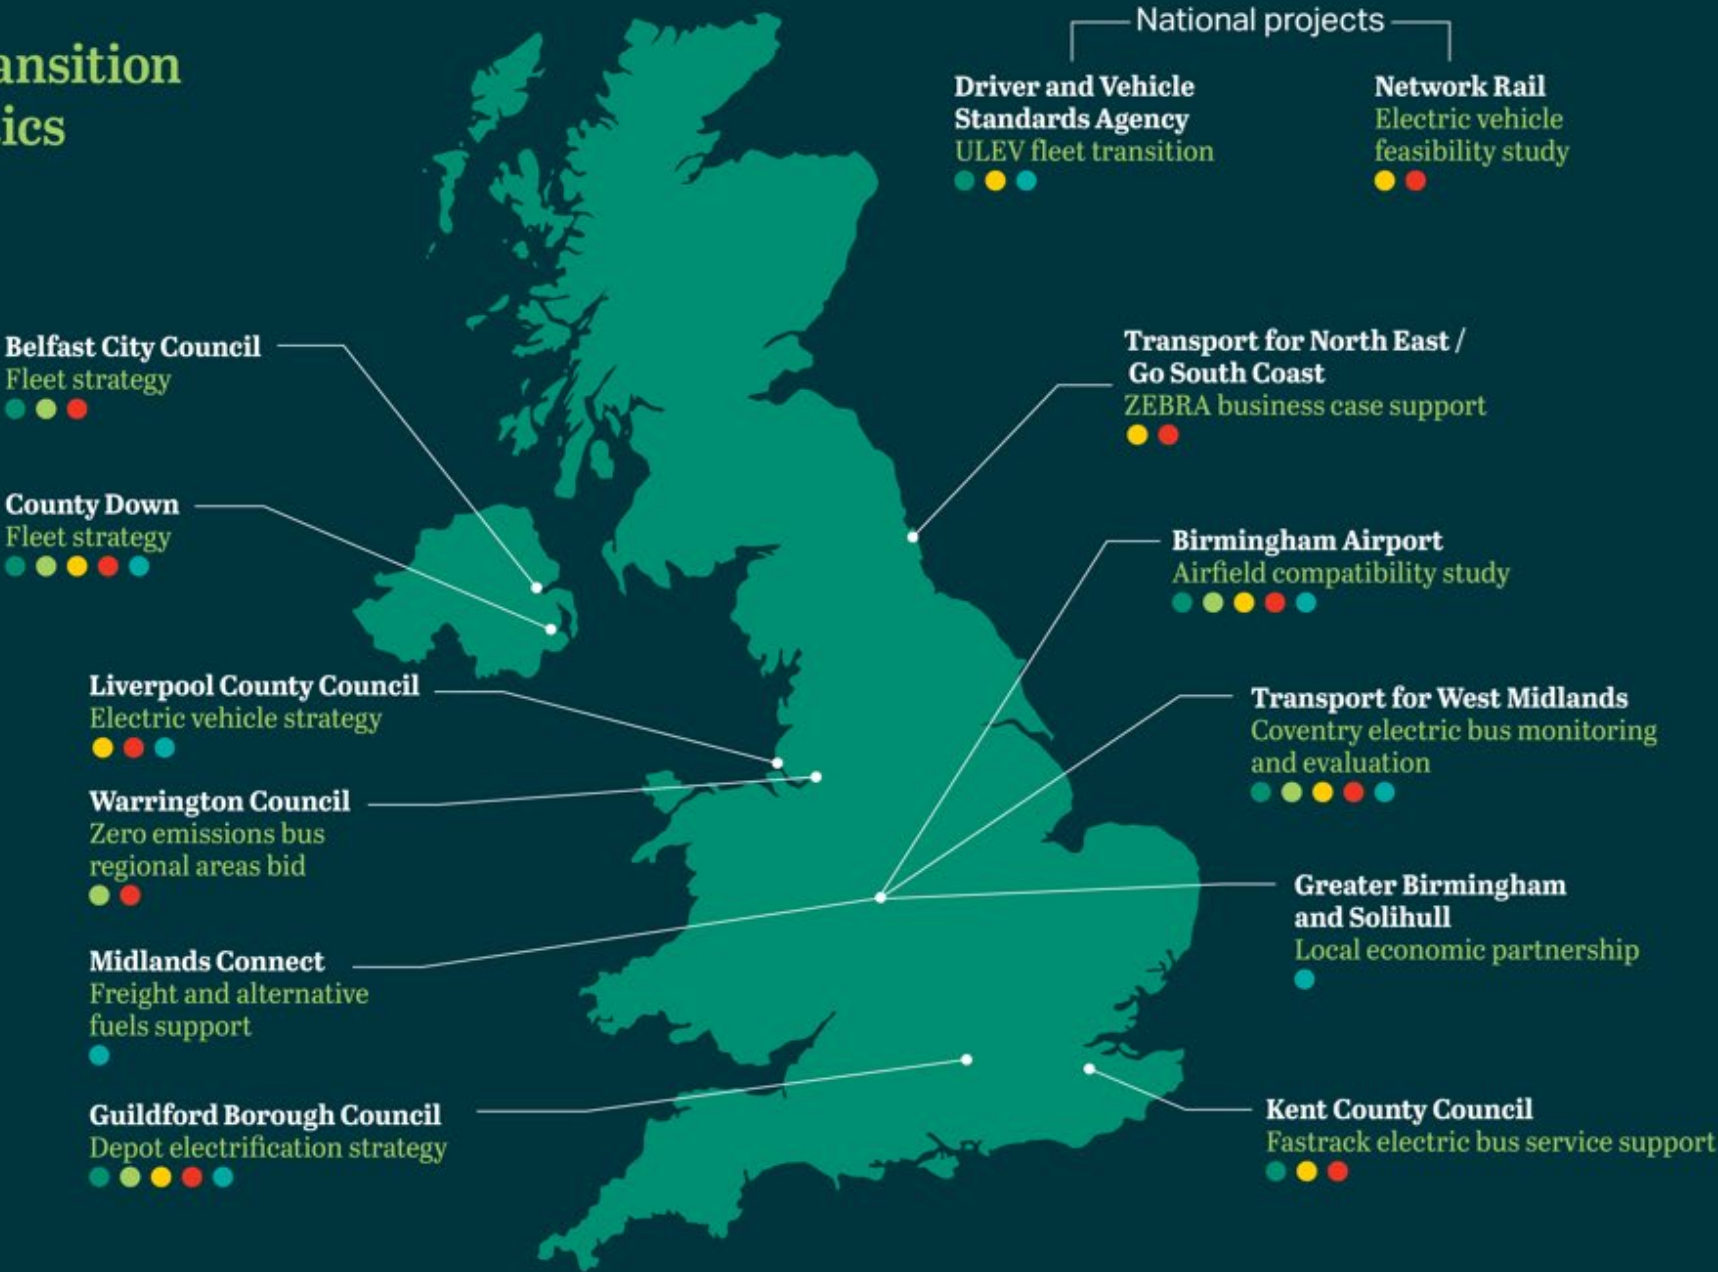 National projects
Driver and Vehicle
Standards Agency
ULEV fleet transition
Network Rail
Electric vehicle
feasibility study
Belfast City Council
Fleet strategy
County Down
Fleet strategy
Liverpool County Council
Electric vehicle strategy
Warrington Council
Zero emissions bus
regional areas bid
Midlands Connect
Freight and alternative
fuels support
Guildford Borough Council
Depot electrification strategy
Transport for North East /
Go South Coast
ZEBRA business case support
Birmingham Airport
Airfield compatibility study
Transport for West Midlands
Coventry electric bus monitoring
and evaluation
Greater Birmingham
and Solihull
Local economic partnership
Kent County Council
Fastrack electric bus service support